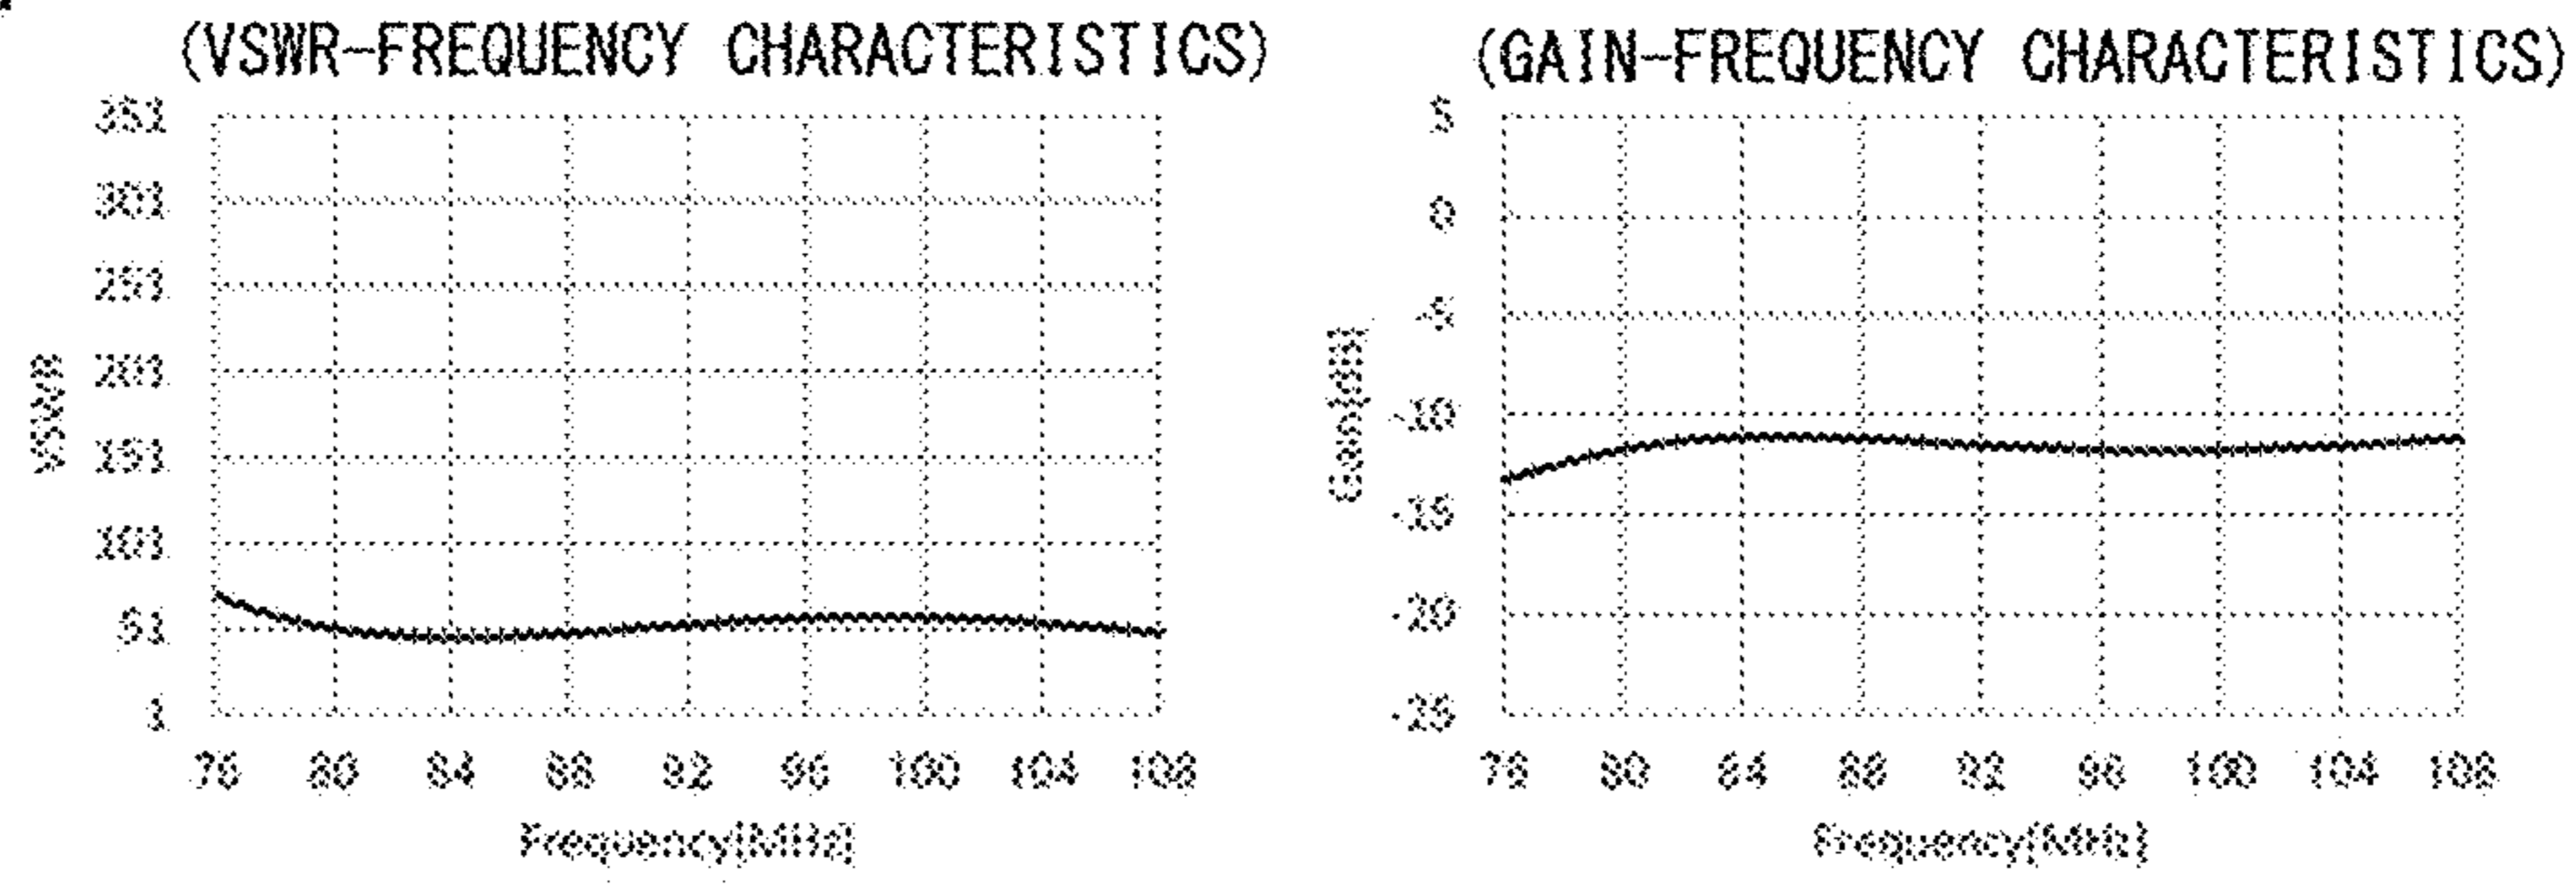 (VSWR-FREQUENCY CHARACTERISTICS)
351
301
251
201
151
101
51
1
VSWR
76 80 84 88 92 96 100 104 108
Frequency[MHz]
(GAIN-FREQUENCY CHARACTERISTICS)
5
0
-5
-10
-15
-20
-25
Gain[dB]
76 80 84 88 92 96 100 104 108
Frequency[MHz]